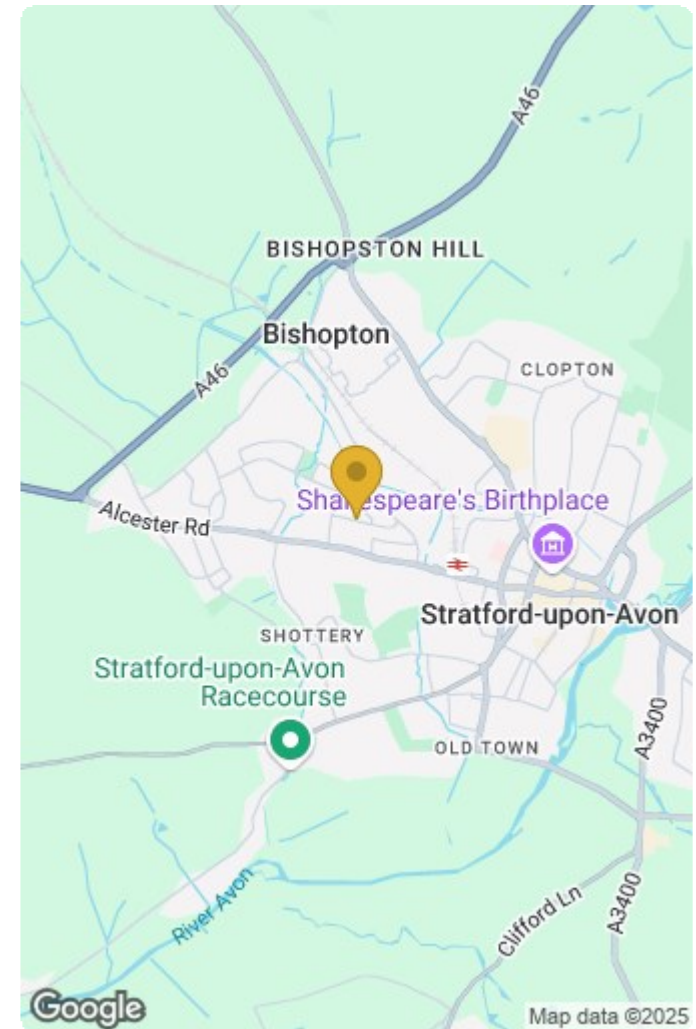 A46
BISHOPSTON HILL
Bishopton
CLOPTON
A46
Shakespeare's Birthplace
Alcester Rd
Stratford-upon-Avon
SHOTTERY
Stratford-upon-Avon
Racecourse
OLD TOWN
A3400
River Avon
Clifford Ln
A3400
Google
Map data ©2025